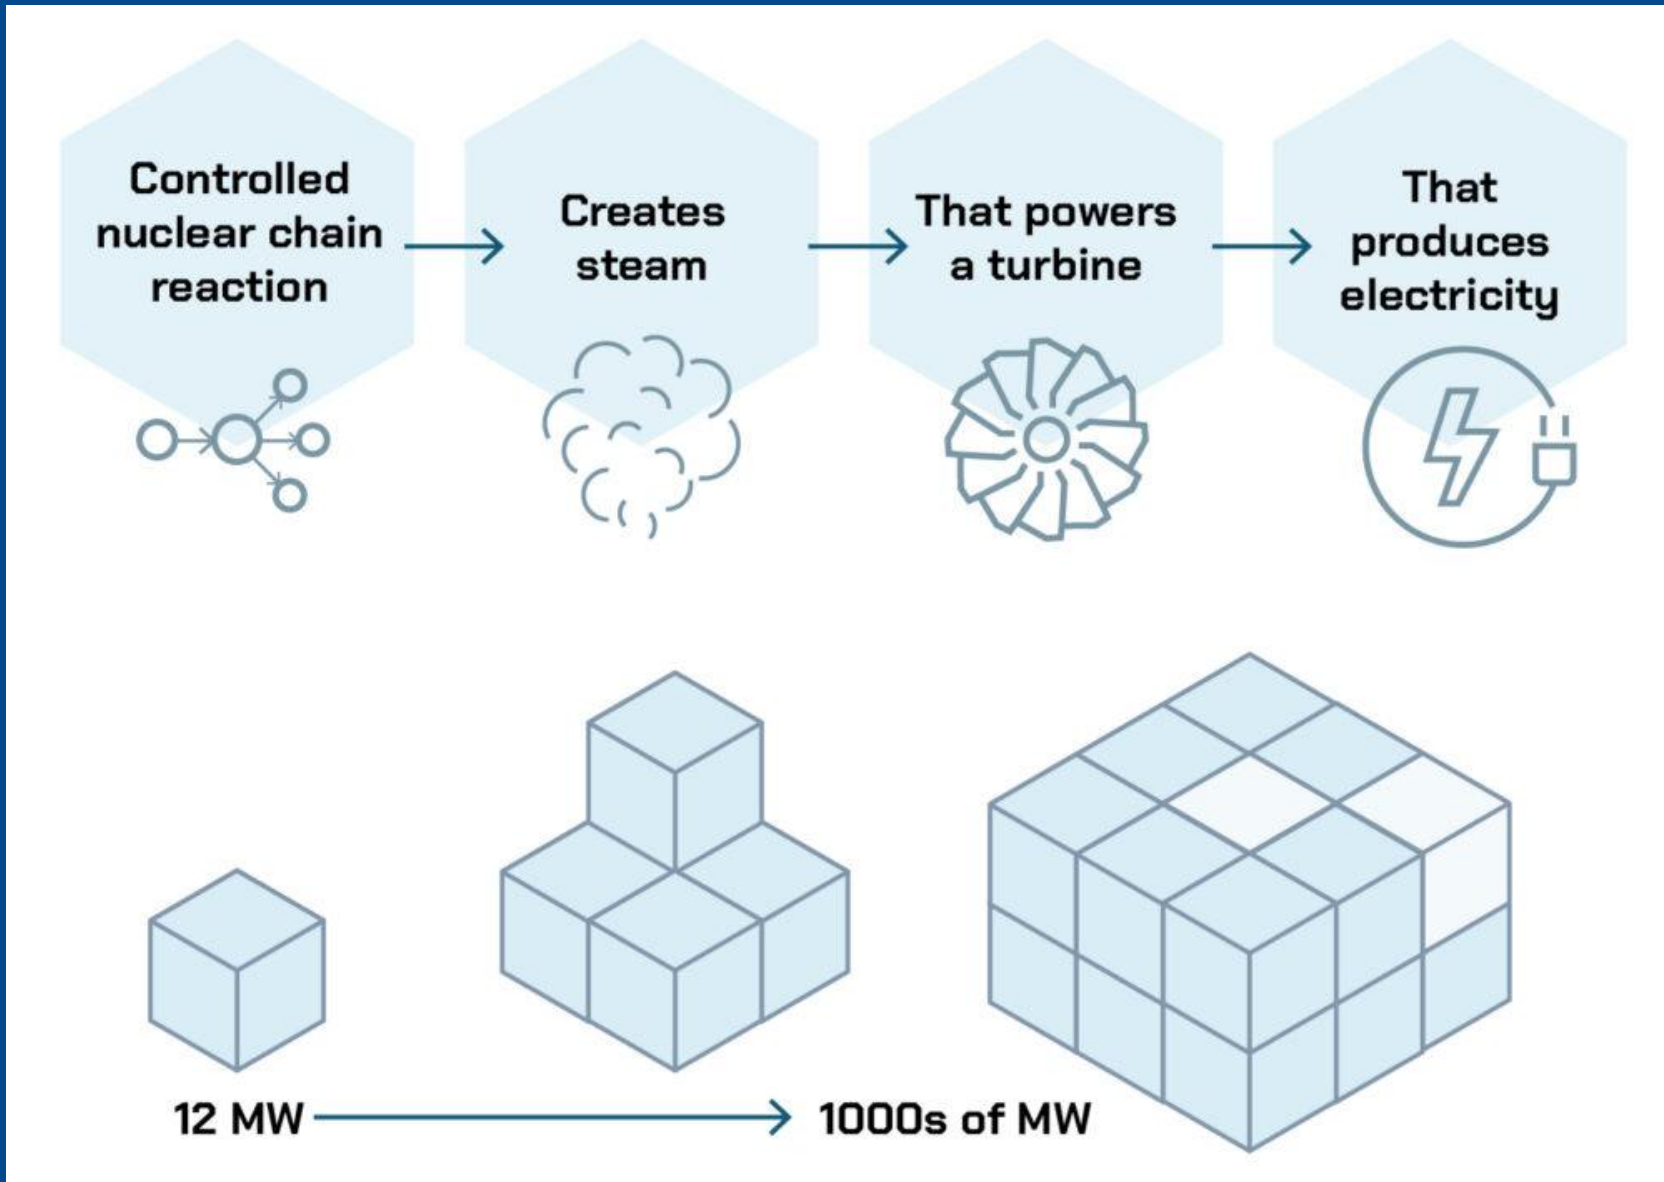 Controlled
nuclear chain
reaction
Creates
steam
That powers
a turbine
That
produces
electricity
12 MW
1000s of MW